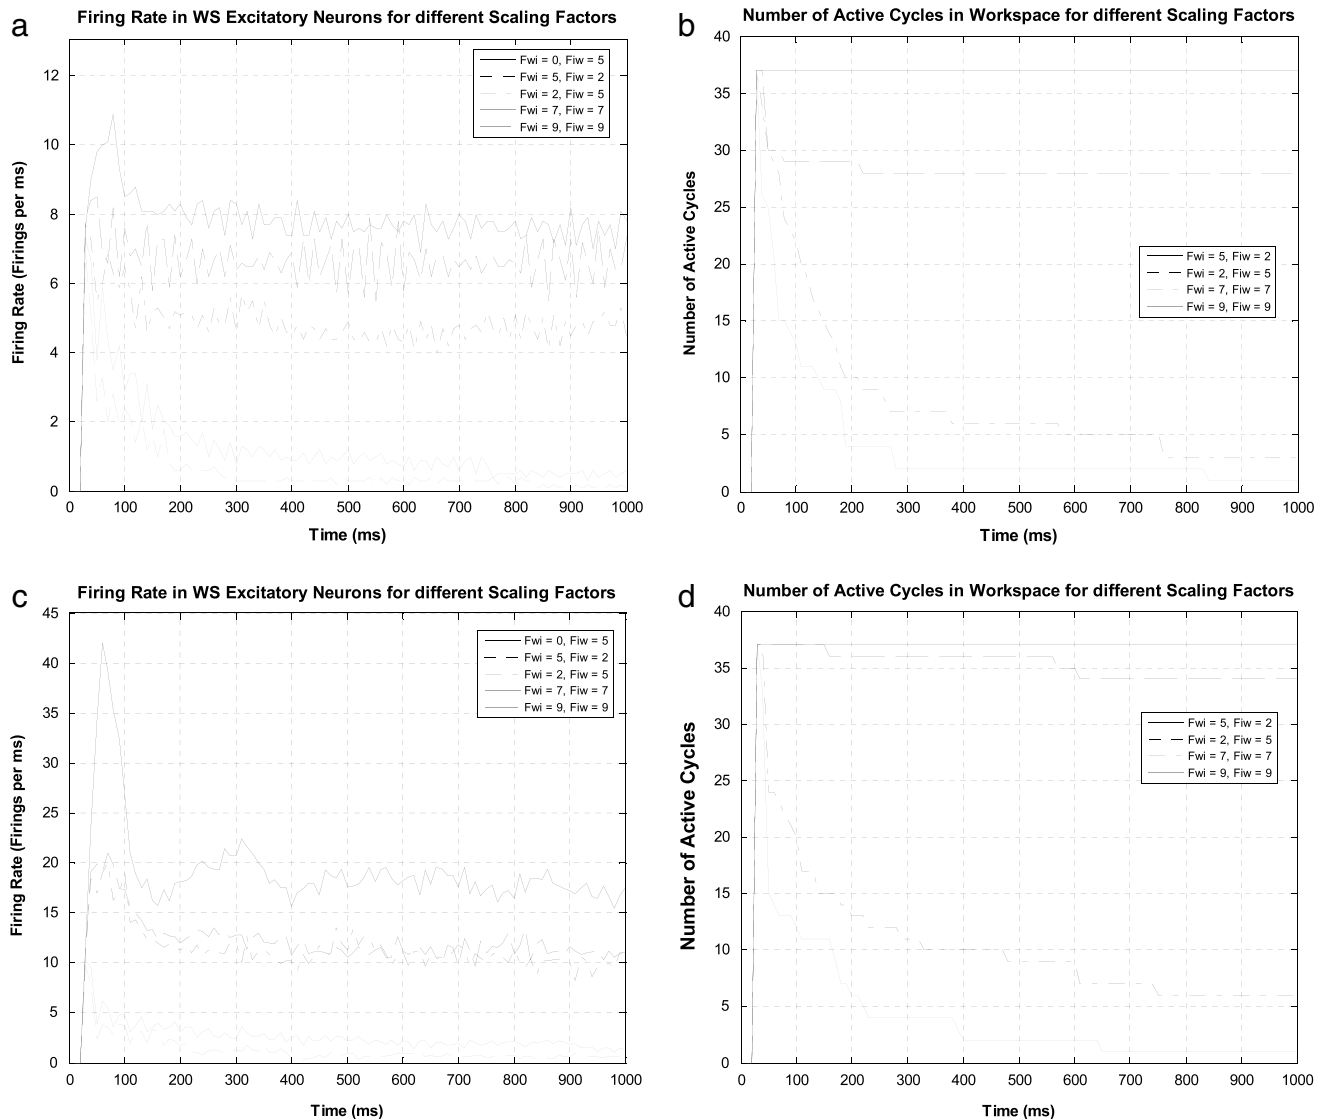 a
Firing Rate in WS Excitatory Neurons for different Scaling Factors
Fwi = 0, Fiw = 5
Fwi = 5, Fiw = 2
Fwi = 2, Fiw = 5
Fwi = 7, Fiw = 7
Fwi = 9, Fiw = 9
Firing Rate (Firings per ms)
12
10
8
6
4
2
0
0 100 200 300 400 500 600 700 800 900 1000
Time (ms)
b
Number of Active Cycles in Workspace for different Scaling Factors
Fwi = 5, Fiw = 2
Fwi = 2, Fiw = 5
Fwi = 7, Fiw = 7
Fwi = 9, Fiw = 9
Number of Active Cycles
40
35
30
25
20
15
10
5
0
0 100 200 300 400 500 600 700 800 900 1000
Time (ms)
c
Firing Rate in WS Excitatory Neurons for different Scaling Factors
Fwi = 0, Fiw = 5
Fwi = 5, Fiw = 2
Fwi = 2, Fiw = 5
Fwi = 7, Fiw = 7
Fwi = 9, Fiw = 9
Firing Rate (Firings per ms)
45
40
35
30
25
20
15
10
5
0
0 100 200 300 400 500 600 700 800 900 1000
Time (ms)
d
Number of Active Cycles in Workspace for different Scaling Factors
Fwi = 5, Fiw = 2
Fwi = 2, Fiw = 5
Fwi = 7, Fiw = 7
Fwi = 9, Fiw = 9
Number of Active Cycles
40
35
30
25
20
15
10
5
0
0 100 200 300 400 500 600 700 800 900 1000
Time (ms)